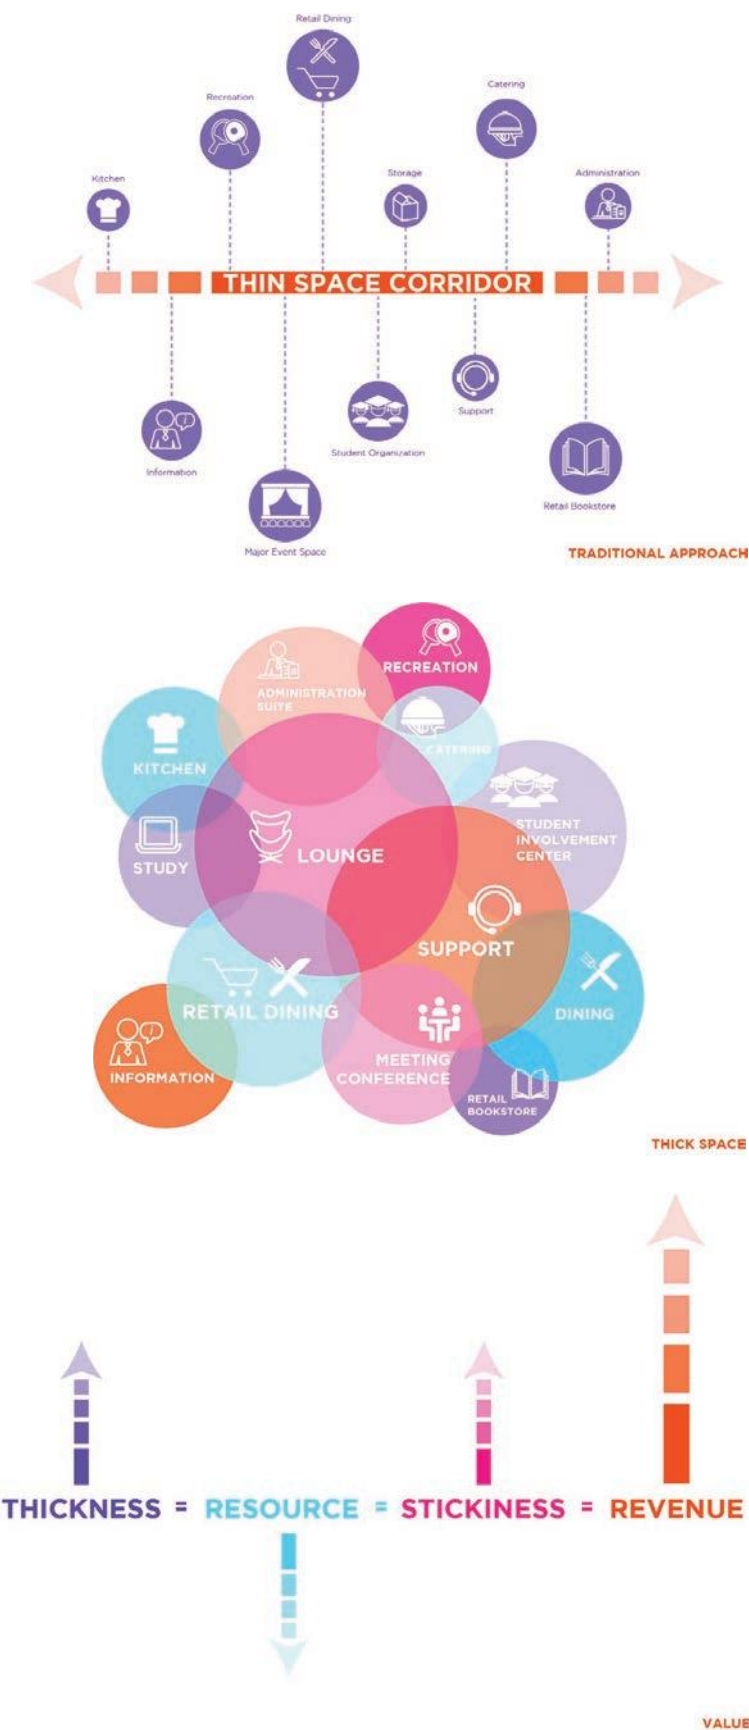 Retail Dining
Catering
Recreation
Storage
Administration
Kitchen
THIN SPACE CORRIDOR
Support
Student Organization
Information
Retail Bookstore
Major Event Space
TRADITIONAL APPROACH
RECREATION
ADMINISTRATION
SUITE
CATERING
KITCHEN
STUDENT
INVOLVEMENT
CENTER
LOUNGE
STUDY
SUPPORT
RETAIL DINING
DINING
MEETING
CONFERENCE
INFORMATION
RETAIL
BOOKSTORE
THICK SPACE
THICKNESS = RESOURCE = STICKINESS = REVENUE
VALUE